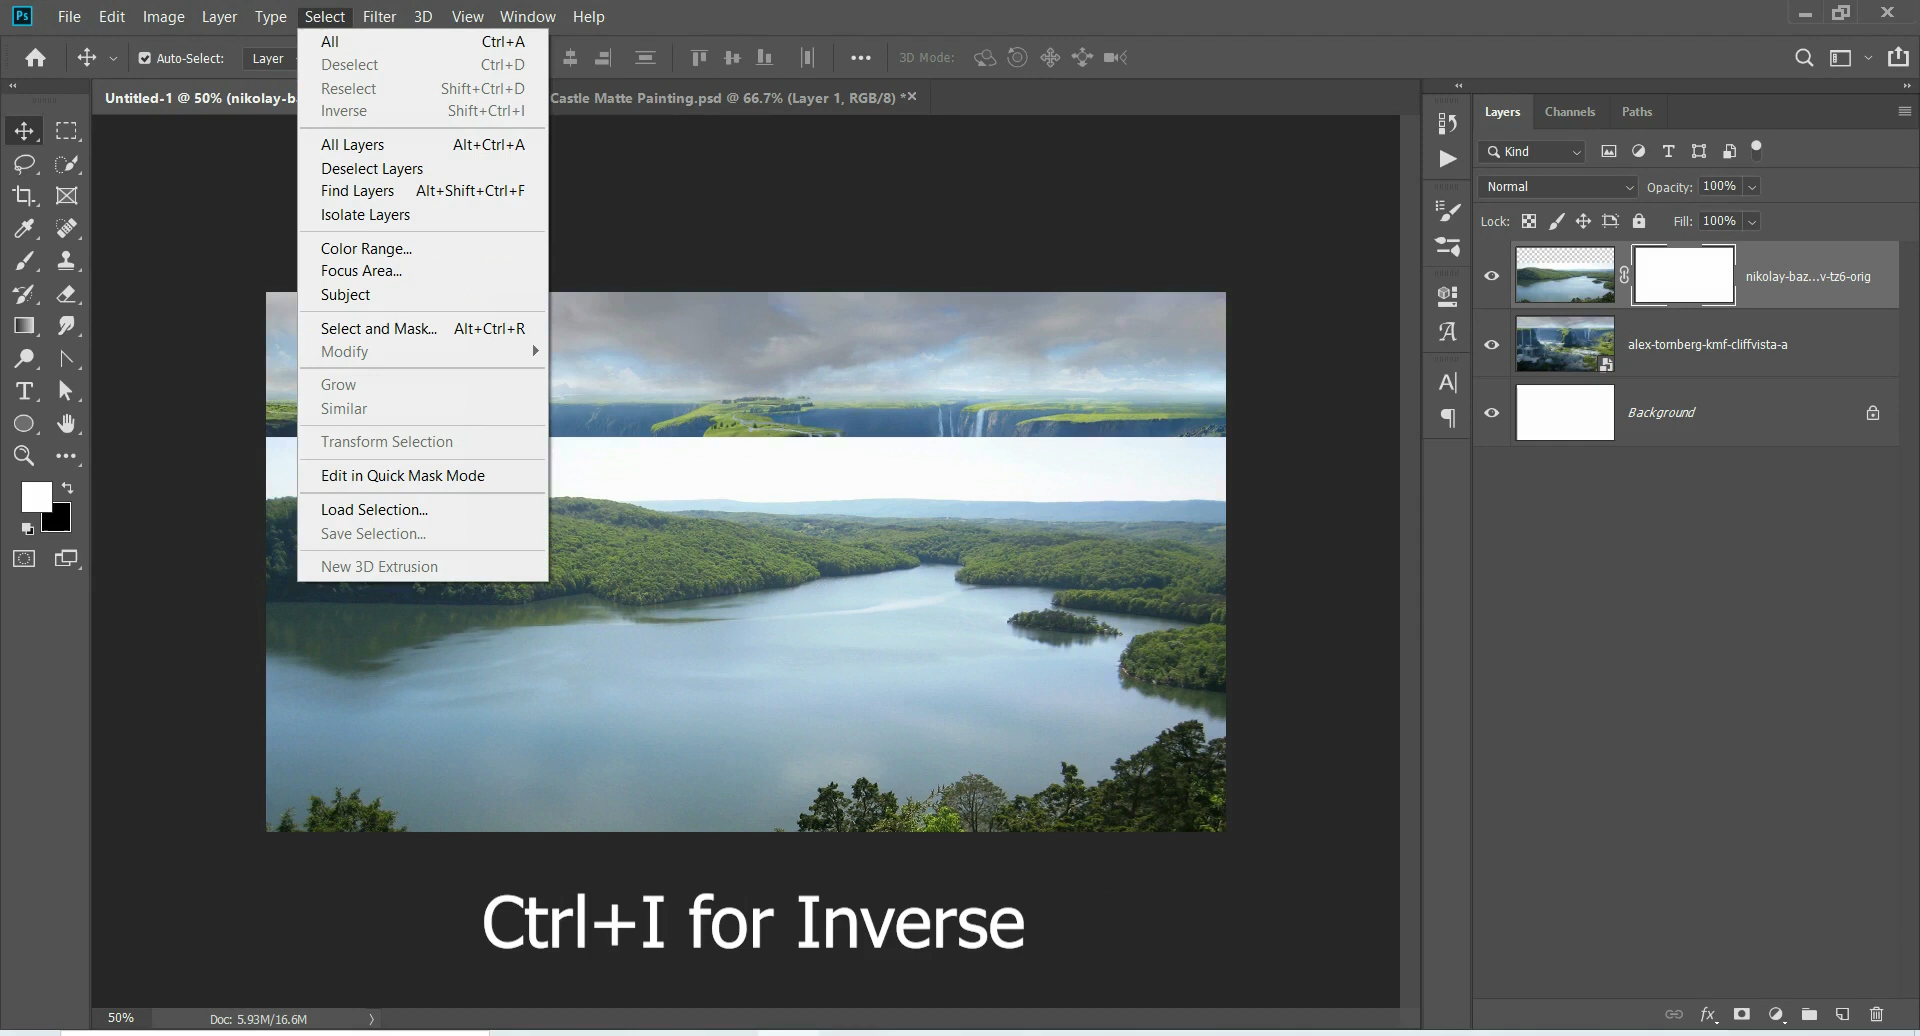 Ps File Edit Image Layer Type Select Filter 3D View Window Help
Auto-Select: Layer 3D Mode:
Untitled-1 @ 50% (nikolay-ba Castle Matte Painting.psd @ 66.7% (Layer 1, RGB/8) *
All Ctrl+A
Deselect Ctrl+D
Reselect Shift+Ctrl+D
Inverse Shift+Ctrl+I
All Layers Alt+Ctrl+A
Deselect Layers
Find Layers Alt+Shift+Ctrl+F
Isolate Layers
Color Range...
Focus Area...
Subject
Select and Mask... Alt+Ctrl+R
Modify
Grow
Similar
Transform Selection
Edit in Quick Mask Mode
Load Selection...
Save Selection...
New 3D Extrusion
Layers Channels Paths
Kind
Normal Opacity: 100%
Lock: Fill: 100%
nikolay-baz...v-tz6-orig
alex-tornberg-kmf-cliffvista-a
Background
Ctrl+I for Inverse
50% Doc: 5.93M/16.6M